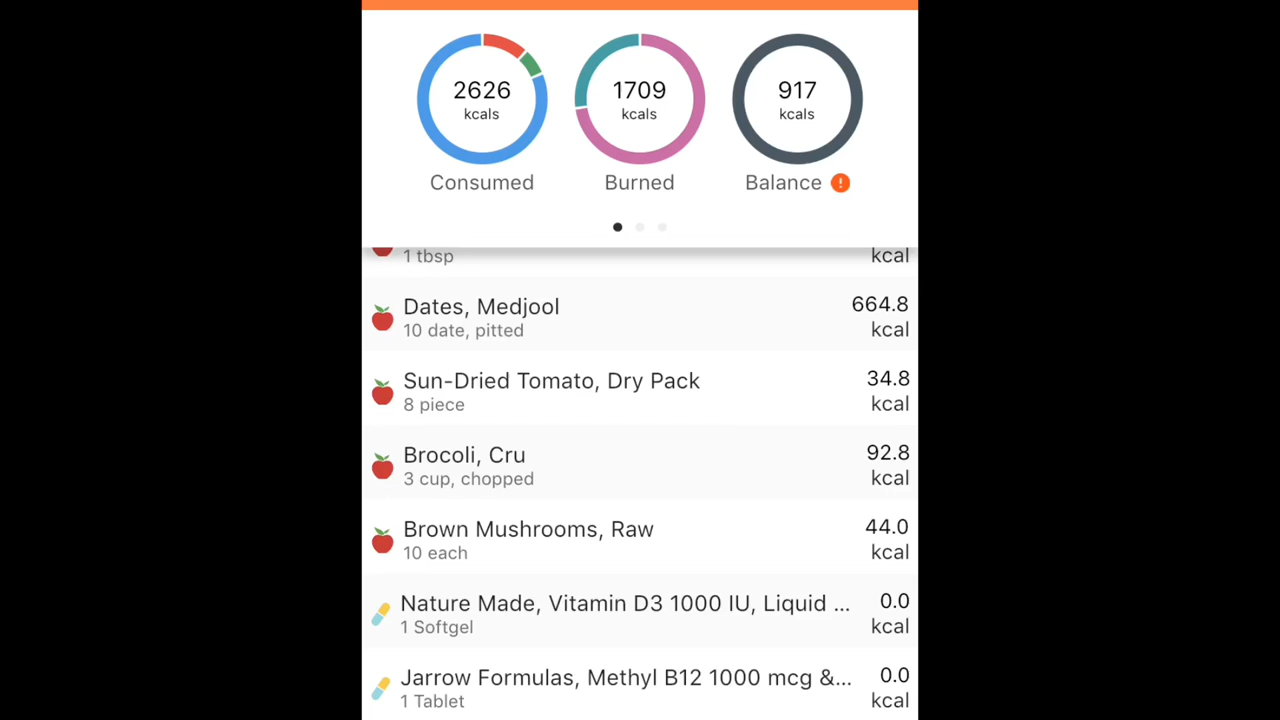 2626
kcals
Consumed
1709
kcals
Burned
917
kcals
Balance !
1 tbsp
kcal
Dates, Medjool
10 date, pitted
664.8
kcal
Sun-Dried Tomato, Dry Pack
8 piece
34.8
kcal
Brocoli, Cru
3 cup, chopped
92.8
kcal
Brown Mushrooms, Raw
10 each
44.0
kcal
Nature Made, Vitamin D3 1000 IU, Liquid ...
1 Softgel
0.0
kcal
Jarrow Formulas, Methyl B12 1000 mcg &...
1 Tablet
0.0
kcal